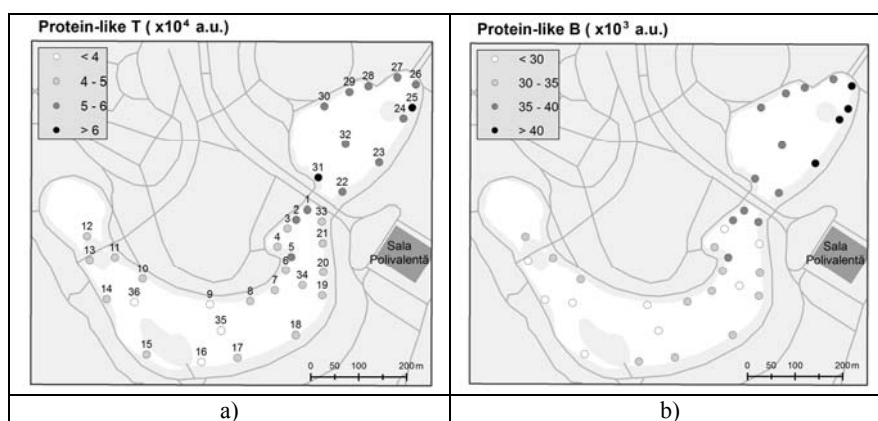 Protein-like T ( x10⁴ a.u.)
< 4
4 - 5
5 - 6
> 6
27
26
28
29
25
30
24
32
23
31
22
1
2
33
3
21
4
12
5
Sala
Polivalentă
13
11
6
20
10
7
34
19
14
36
9
8
35
18
15
16
17
0 50 100 200 m
a)
Protein-like B ( x10³ a.u.)
< 30
30 - 35
35 - 40
> 40
Sala
Polivalentă
0 50 100 200 m
b)